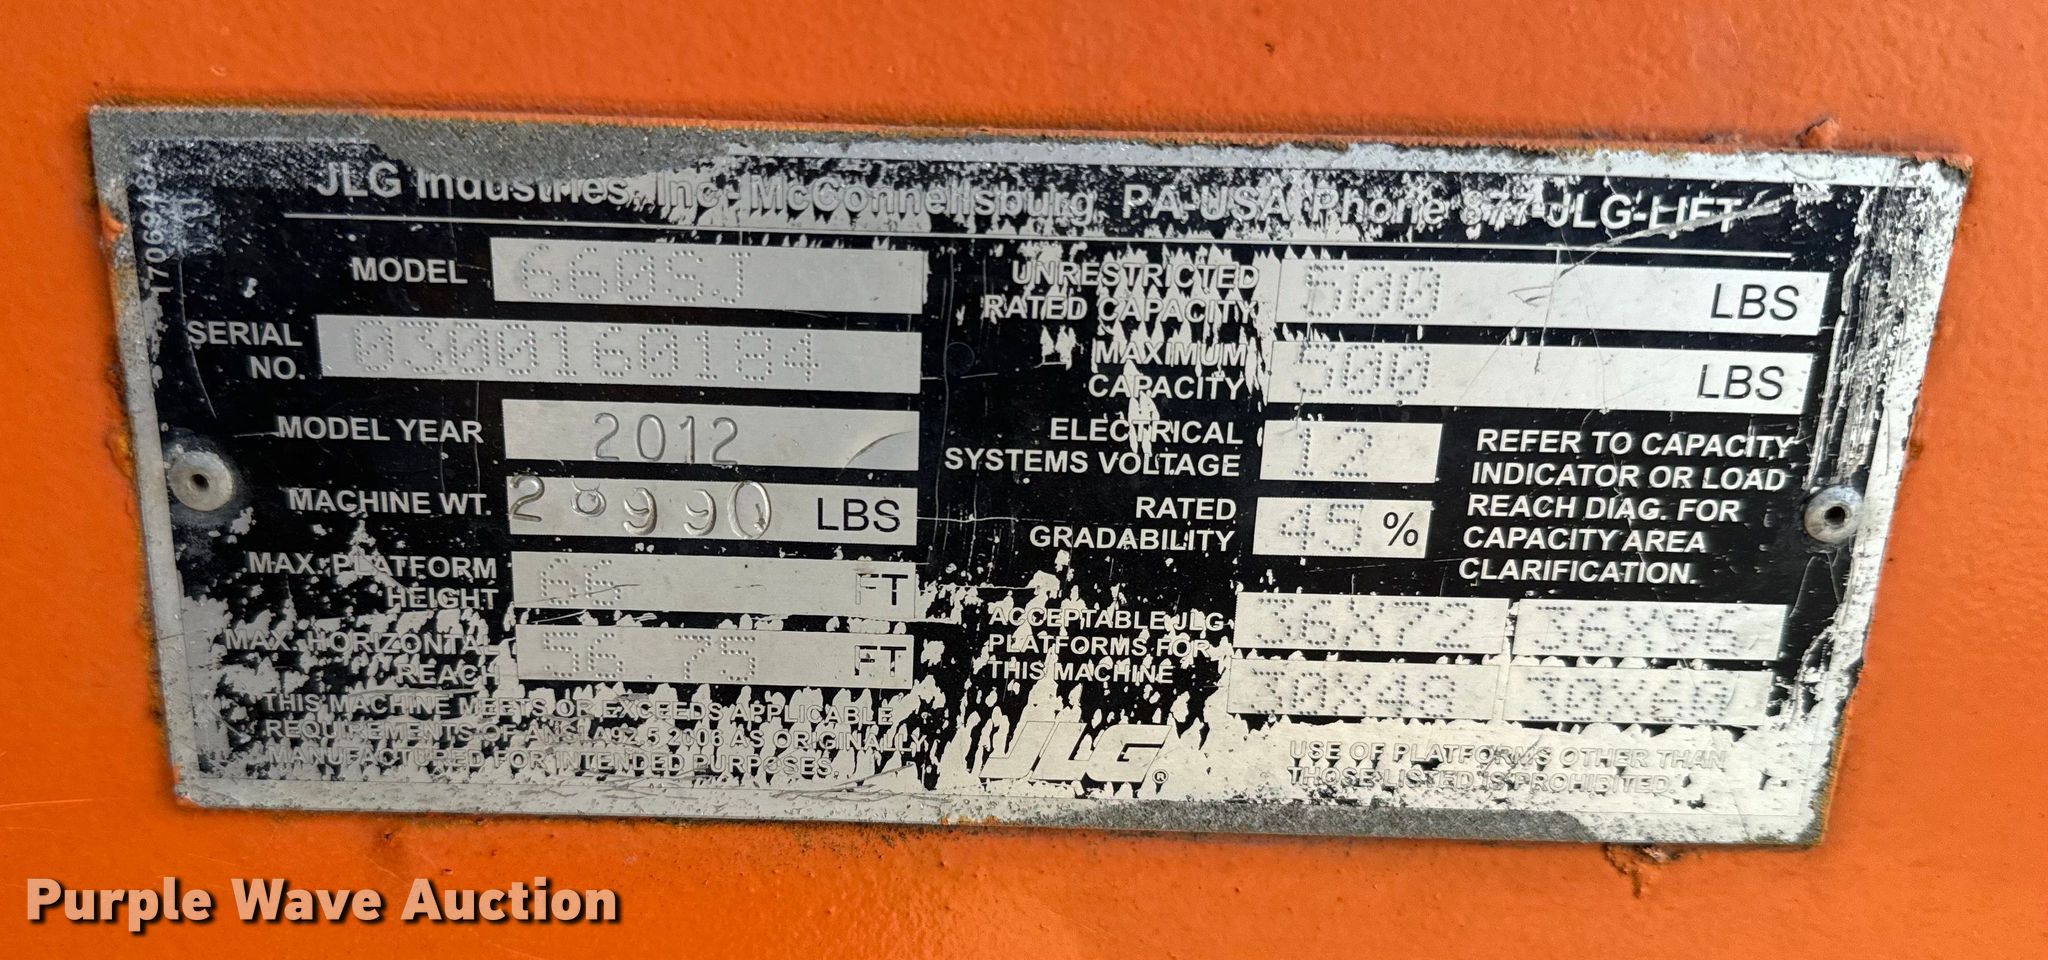 1706918A
JLG Industries, Inc. McConnellsburg, PA-USA Phone 877-JLG-LIFT
MODEL 660SJ
SERIAL NO. 0300160184
MODEL YEAR 2012
MACHINE WT. 28990 LBS
MAX. PLATFORM HEIGHT 66 FT
MAX. HORIZONTAL REACH 56.75 FT
THIS MACHINE MEETS OR EXCEEDS APPLICABLE
REQUIREMENTS OF ANSI A92.5 2006 AS ORIGINALLY
MANUFACTURED FOR INTENDED PURPOSES.
UNRESTRICTED RATED CAPACITY 500 LBS
MAXIMUM CAPACITY 500 LBS
ELECTRICAL SYSTEMS VOLTAGE 12
RATED GRADABILITY 45 %
REFER TO CAPACITY
INDICATOR OR LOAD
REACH DIAG. FOR
CAPACITY AREA
CLARIFICATION.
ACCEPTABLE JLG
PLATFORMS FOR
THIS MACHINE
36X72 36X96
30X48 30X60
JLG®
USE OF PLATFORMS OTHER THAN
THOSE LISTED IS PROHIBITED.
Purple Wave Auction